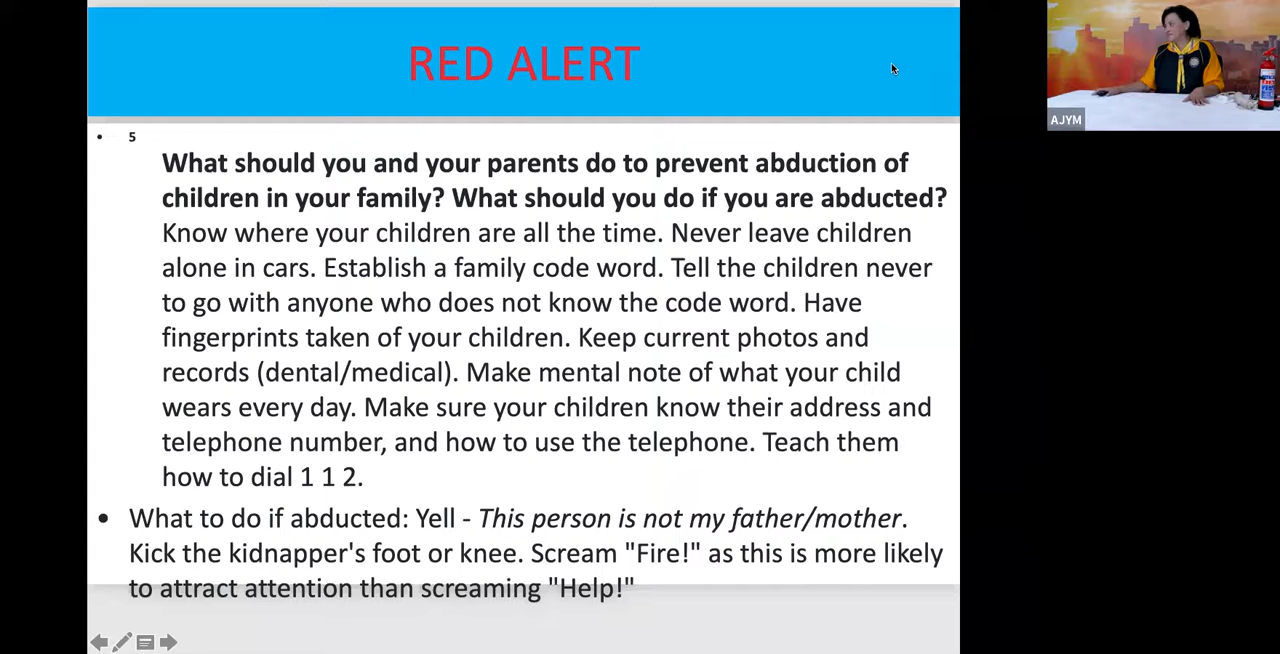 RED ALERT
5
What should you and your parents do to prevent abduction of
children in your family? What should you do if you are abducted?
Know where your children are all the time. Never leave children
alone in cars. Establish a family code word. Tell the children never
to go with anyone who does not know the code word. Have
fingerprints taken of your children. Keep current photos and
records (dental/medical). Make mental note of what your child
wears every day. Make sure your children know their address and
telephone number, and how to use the telephone. Teach them
how to dial 1 1 2.
• What to do if abducted: Yell - This person is not my father/mother.
Kick the kidnapper's foot or knee. Scream "Fire!" as this is more likely
to attract attention than screaming "Help!"
AJYM